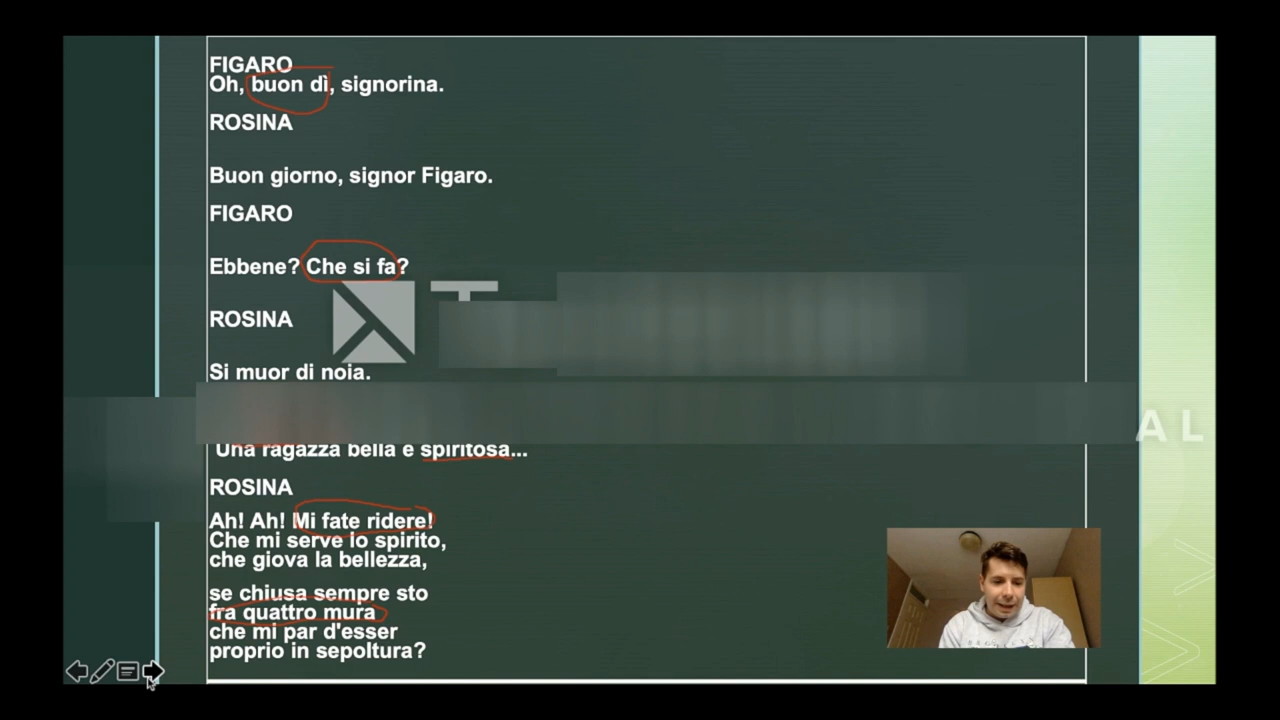 FIGARO
Oh, buon dì, signorina.
ROSINA
Buon giorno, signor Figaro.
FIGARO
Ebbene? Che si fa?
ROSINA
Si muor di noia.
Una ragazza bella e spiritosa...
ROSINA
Ah! Ah! Mi fate ridere!
Che mi serve lo spirito,
che giova la bellezza,
se chiusa sempre sto
fra quattro mura
che mi par d'esser
proprio in sepoltura?
T
AL